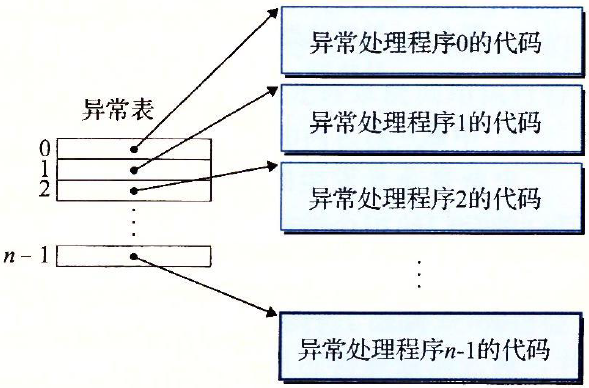 异常处理程序0的代码
异常表
0
异常处理程序1的代码
1
2
异常处理程序2的代码
n – 1
异常处理程序n-1的代码